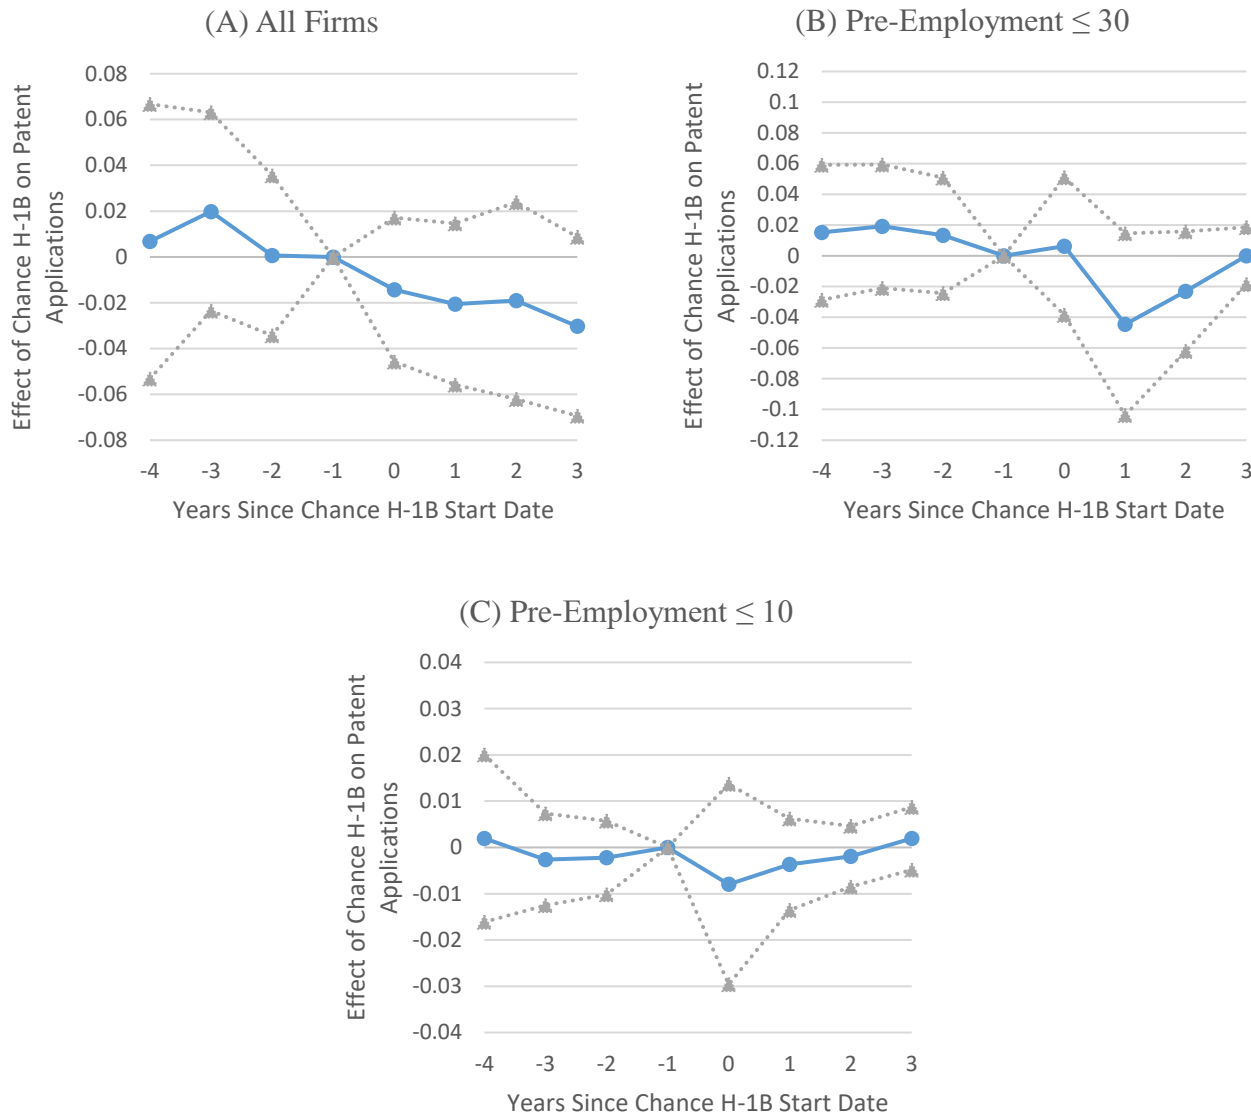 (A) All Firms
Effect of Chance H-1B on Patent
Applications
0.08
0.06
0.04
0.02
0
-0.02
-0.04
-0.06
-0.08
-4 -3 -2 -1 0 1 2 3
Years Since Chance H-1B Start Date
(B) Pre-Employment ≤ 30
Effect of Chance H-1B on Patent
Applications
0.12
0.1
0.08
0.06
0.04
0.02
0
-0.02
-0.04
-0.06
-0.08
-0.1
-0.12
-4 -3 -2 -1 0 1 2 3
Years Since Chance H-1B Start Date
(C) Pre-Employment ≤ 10
Effect of Chance H-1B on Patent
Applications
0.04
0.03
0.02
0.01
0
-0.01
-0.02
-0.03
-0.04
-4 -3 -2 -1 0 1 2 3
Years Since Chance H-1B Start Date